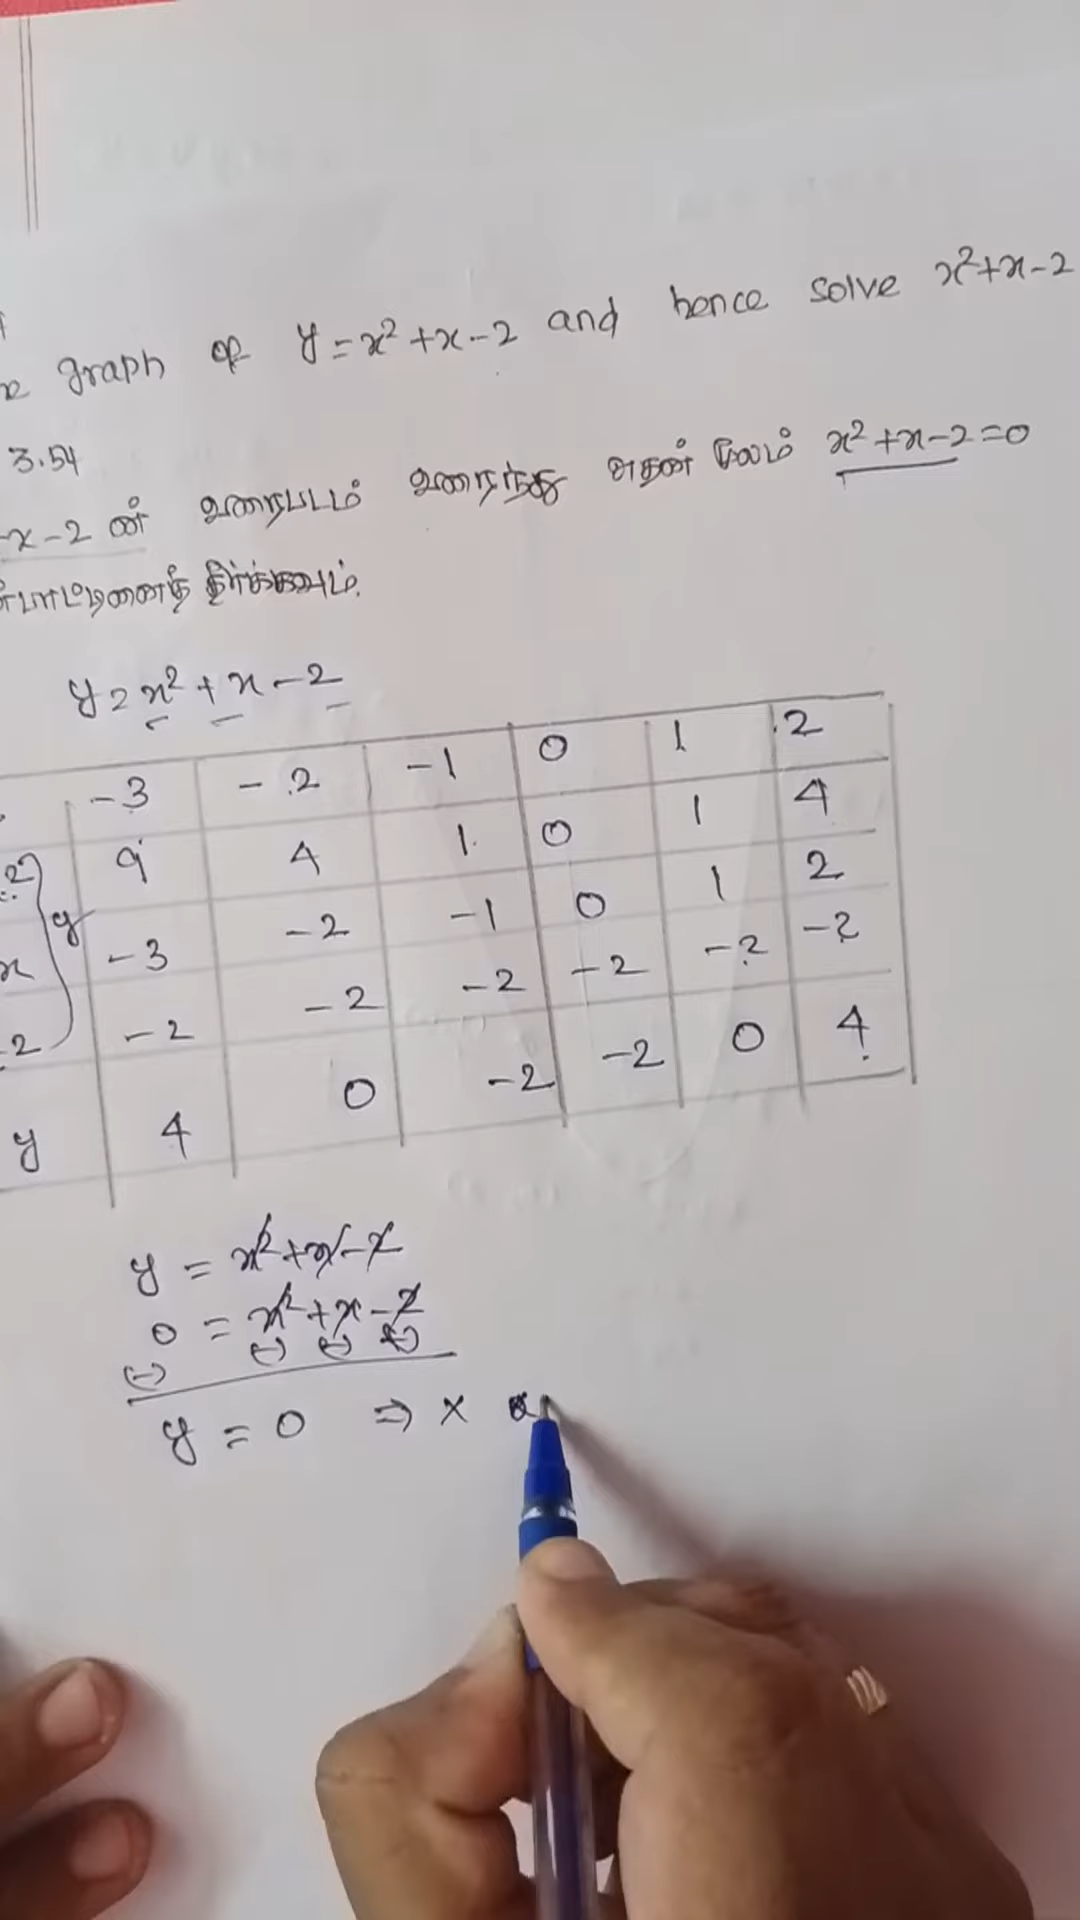 graph of y = x² + x - 2 and hence solve x² + x - 2
3.54
-x - 2 ன் வரைபடம் வரைந்து அதன் மூலம் x² + x - 2 = 0
தீர்க்கவும்.
y = x² + x - 2
-3 -2 -1 0 1 2
9 4 1 0 1 4
x -3 -2 -1 0 1 2
-2 -2 -2 -2 -2 -2 -2
y 4 0 -2 -2 0 4
y = x² + x - 2
0 = x² + x - 2
(-) (-) (-) (+)
y = 0 ⇒ x